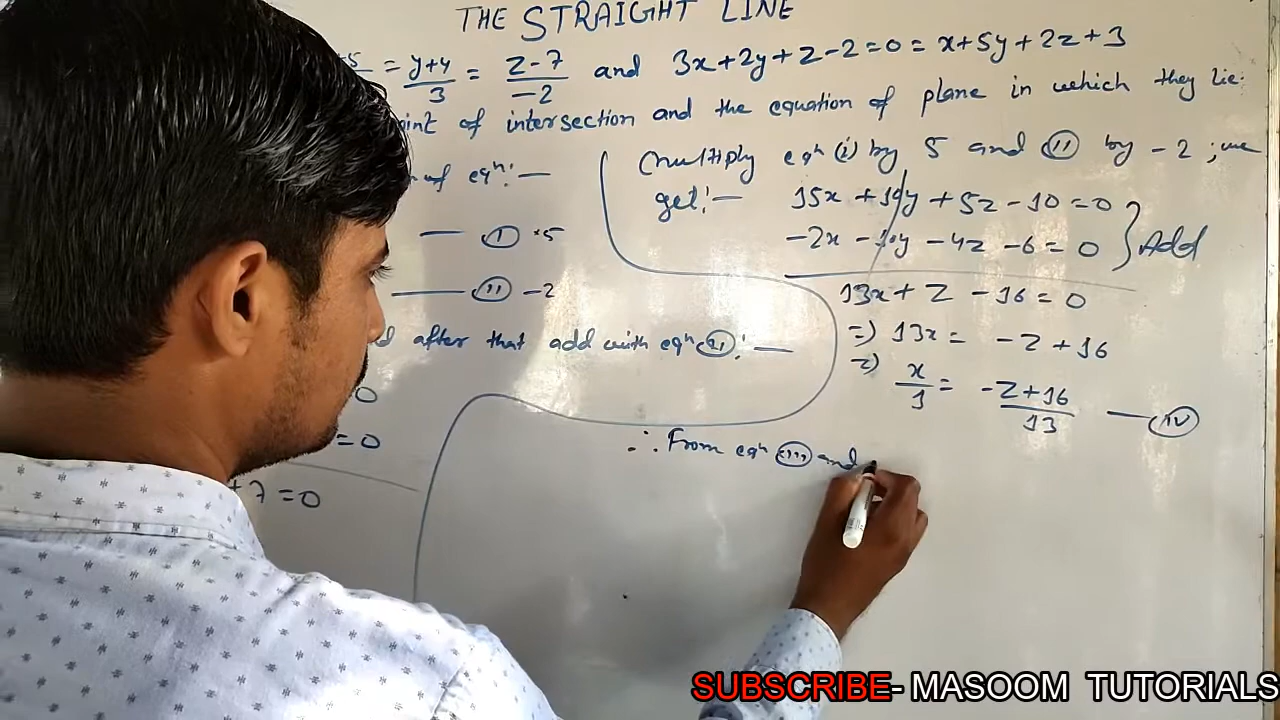 THE STRAIGHT LINE
+5 = y+4/3 = z-7/-2 and 3x+2y+z-2=0=x+5y+2z+3
of intersection and the equation of plane in which they lie.
of eqn:—
— (i) ×5
— (ii) -2
after that add with eqn (ii):—
0
=0
+7=0
Multiply eqn (i) by 5 and (ii) by -2; we
get:— 15x+10y+5z-10=0
-2x-10y-4z-6=0 } Add
13x+z-16=0
=) 13x = -z+16
=) x/1 = -z+16/13 — (iv)
∴ From eqn (iii) and
SUBSCRIBE- MASOOM TUTORIALS